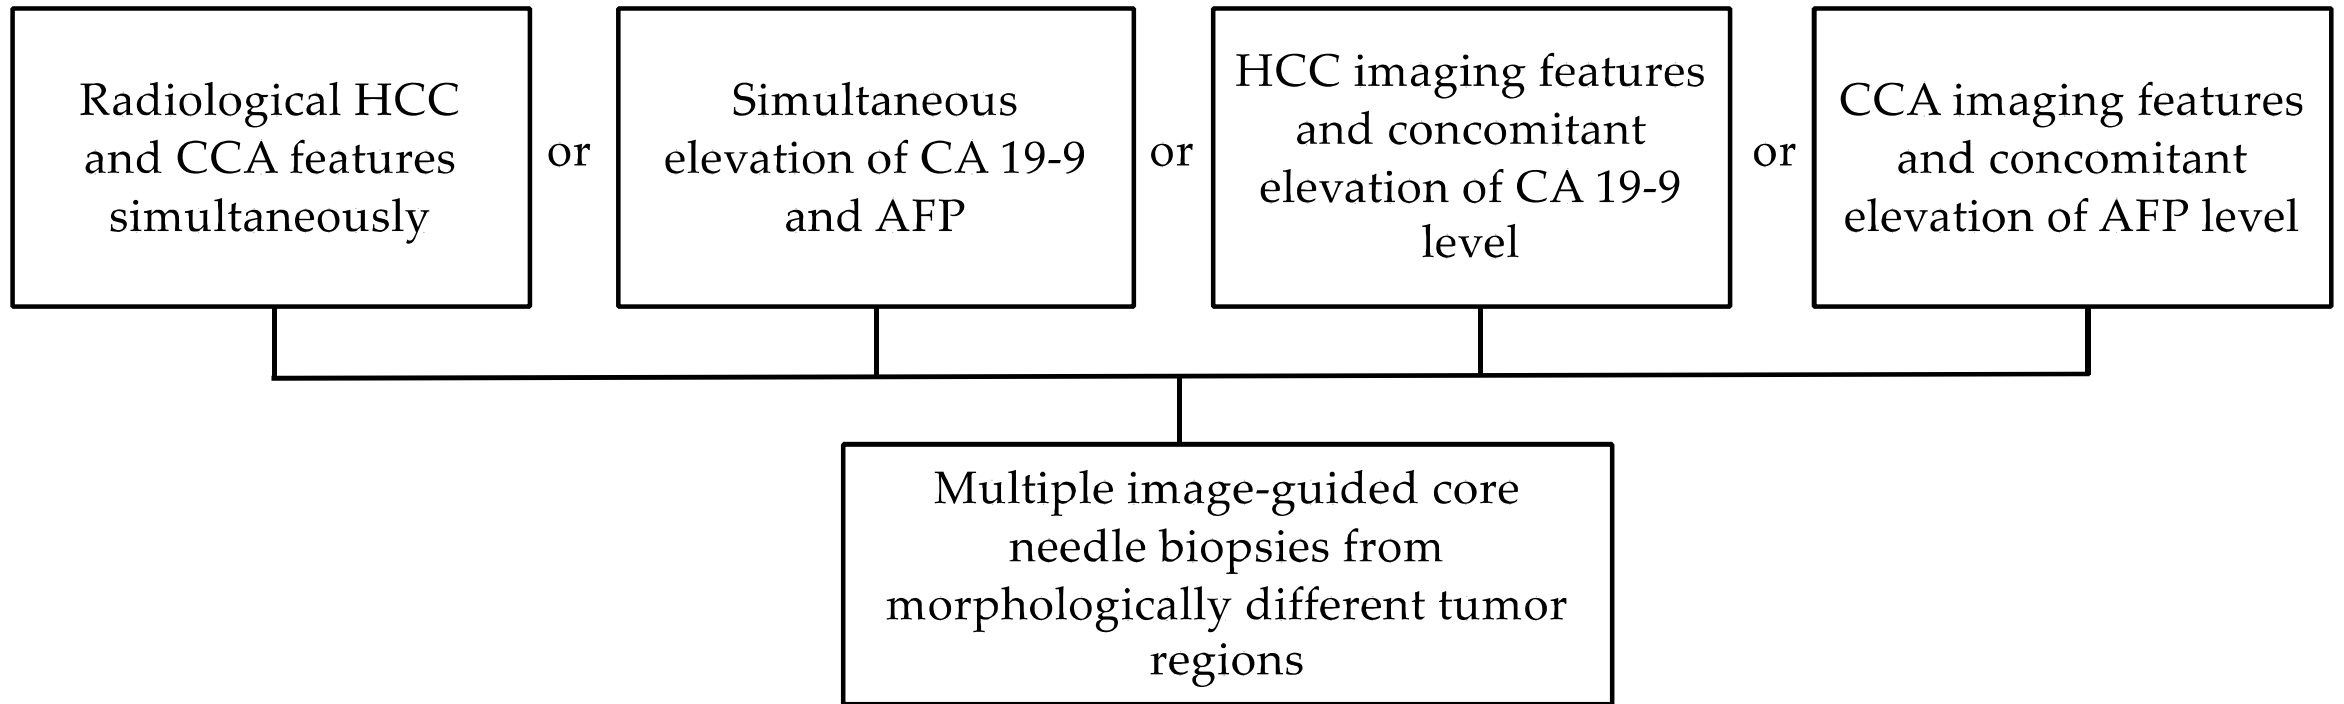 Radiological HCC
and CCA features
simultaneously
or
Simultaneous
elevation of CA 19-9
and AFP
or
HCC imaging features
and concomitant
elevation of CA 19-9
level
or
CCA imaging features
and concomitant
elevation of AFP level
Multiple image-guided core
needle biopsies from
morphologically different tumor
regions